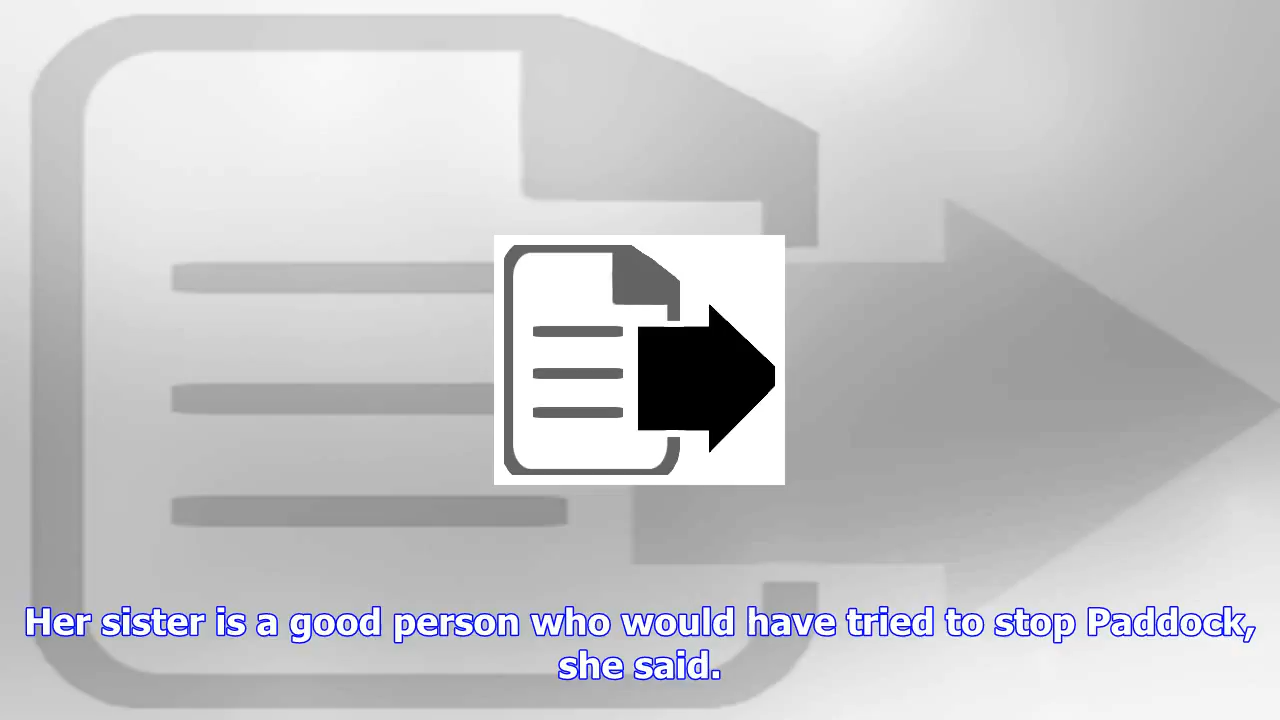 Her sister is a good person who would have tried to stop Paddock,
she said.